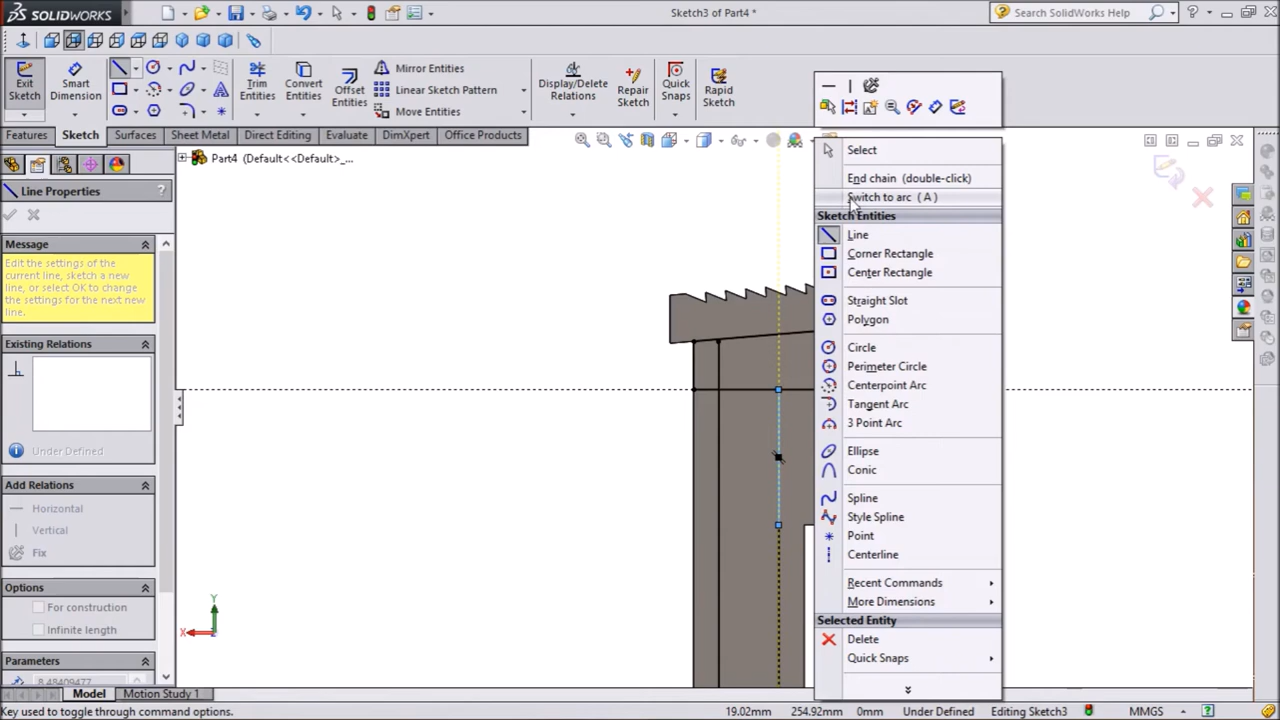 SOLIDWORKS
Sketch3 of Part4 *
Search SolidWorks Help
Exit Sketch
Smart Dimension
Trim Entities
Convert Entities
Offset Entities
Mirror Entities
Linear Sketch Pattern
Move Entities
Display/Delete Relations
Repair Sketch
Quick Snaps
Rapid Sketch
Features
Sketch
Surfaces
Sheet Metal
Direct Editing
Evaluate
DimXpert
Office Products
Part4 (Default<<Default>_...
Line Properties
?
Message
Edit the settings of the
current line, sketch a new
line, or select OK to change
the settings for the next new
line.
Existing Relations
Under Defined
Add Relations
Horizontal
Vertical
Fix
Options
For construction
Infinite length
Parameters
8.48409477
Select
End chain (double-click)
Switch to arc ( A )
Sketch Entities
Line
Corner Rectangle
Center Rectangle
Straight Slot
Polygon
Circle
Perimeter Circle
Centerpoint Arc
Tangent Arc
3 Point Arc
Ellipse
Conic
Spline
Style Spline
Point
Centerline
Recent Commands
More Dimensions
Selected Entity
Delete
Quick Snaps
Y
X
Model
Motion Study 1
Key used to toggle through command options.
19.02mm
254.92mm
0mm
Under Defined
Editing Sketch3
MMGS